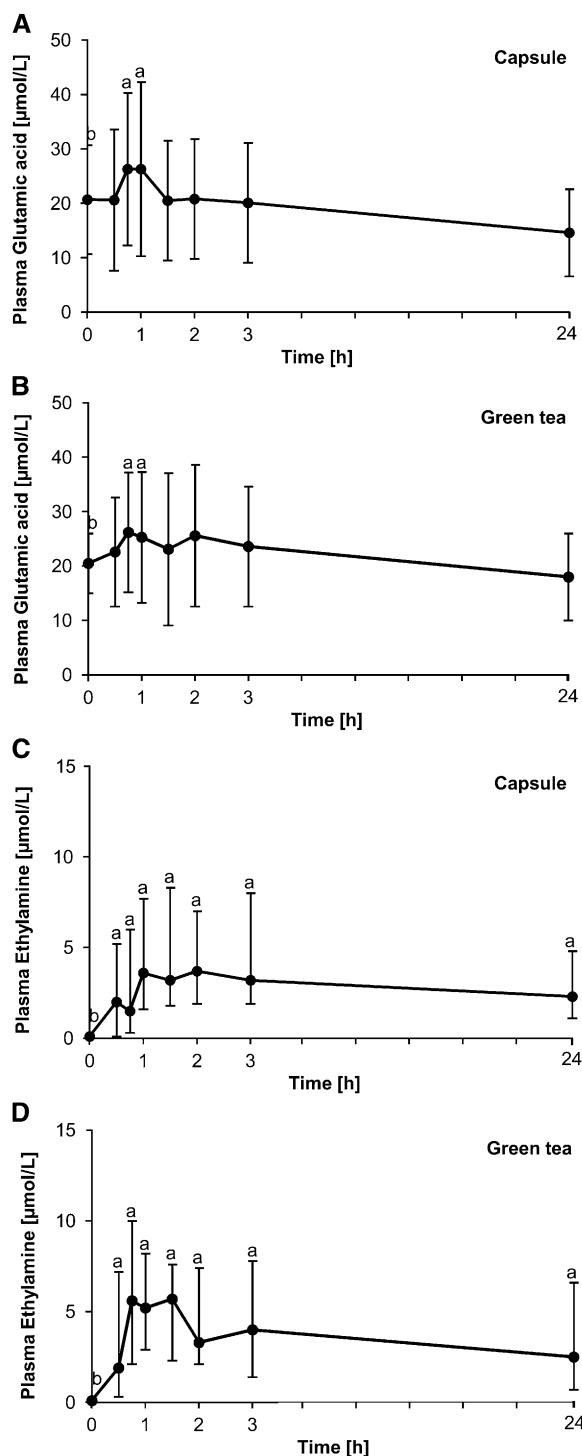 A
Capsule
Plasma Glutamic acid [µmol/L]
50
40
30
20
10
0
b
a
a
0
1
2
3
24
Time [h]
B
Green tea
Plasma Glutamic acid [µmol/L]
50
40
30
20
10
0
b
a
a
0
1
2
3
24
Time [h]
C
Capsule
Plasma Ethylamine [µmol/L]
15
10
5
0
b
a
a
a
a
a
a
a
0
1
2
3
24
Time [h]
D
Green tea
Plasma Ethylamine [µmol/L]
15
10
5
0
b
a
a
a
a
a
a
a
0
1
2
3
24
Time [h]